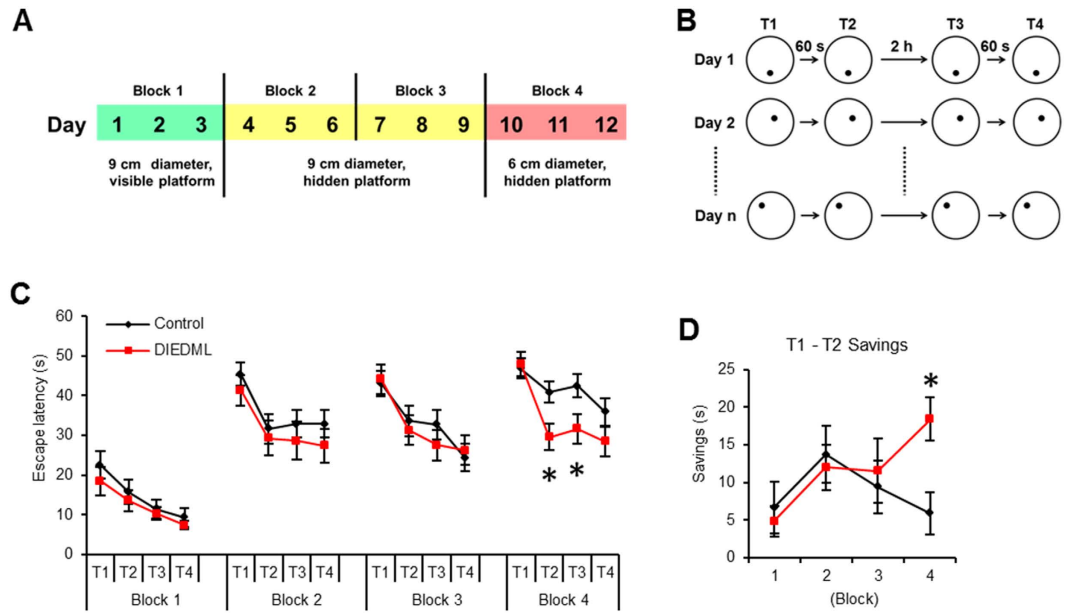 A
Block 1 Block 2 Block 3 Block 4
Day 1 2 3 4 5 6 7 8 9 10 11 12
9 cm diameter, 9 cm diameter, 6 cm diameter,
visible platform hidden platform hidden platform
B
T1 T2 T3 T4
Day 1 60 s 2 h 60 s
Day 2
Day n
C
60
50
40
30
20
10
0
Escape latency (s)
Control
DIEDML
* *
T1 T2 T3 T4 T1 T2 T3 T4 T1 T2 T3 T4 T1 T2 T3 T4
Block 1 Block 2 Block 3 Block 4
D
T1 - T2 Savings
25
20
15
10
5
0
Savings (s)
*
1 2 3 4
(Block)